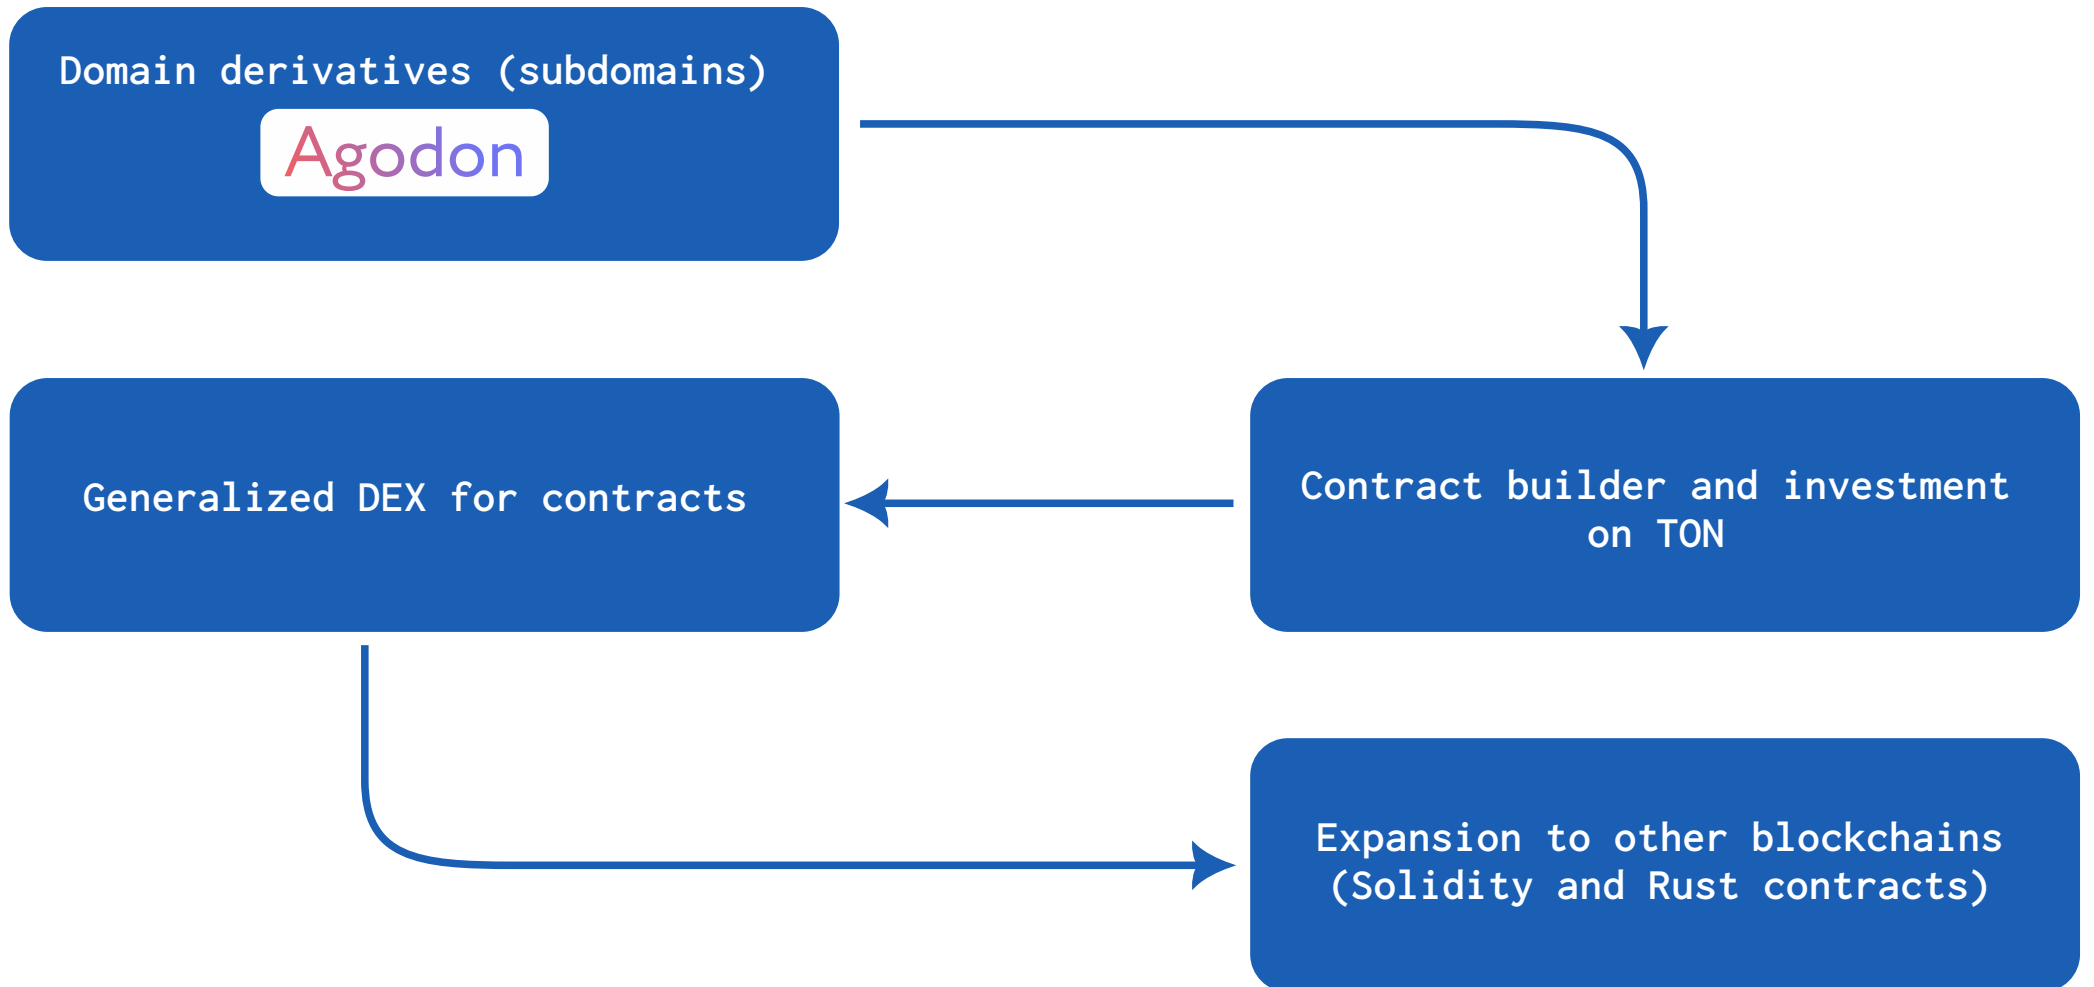 Domain derivatives (subdomains)
Agodon
Contract builder and investment
on TON
Generalized DEX for contracts
Expansion to other blockchains
(Solidity and Rust contracts)